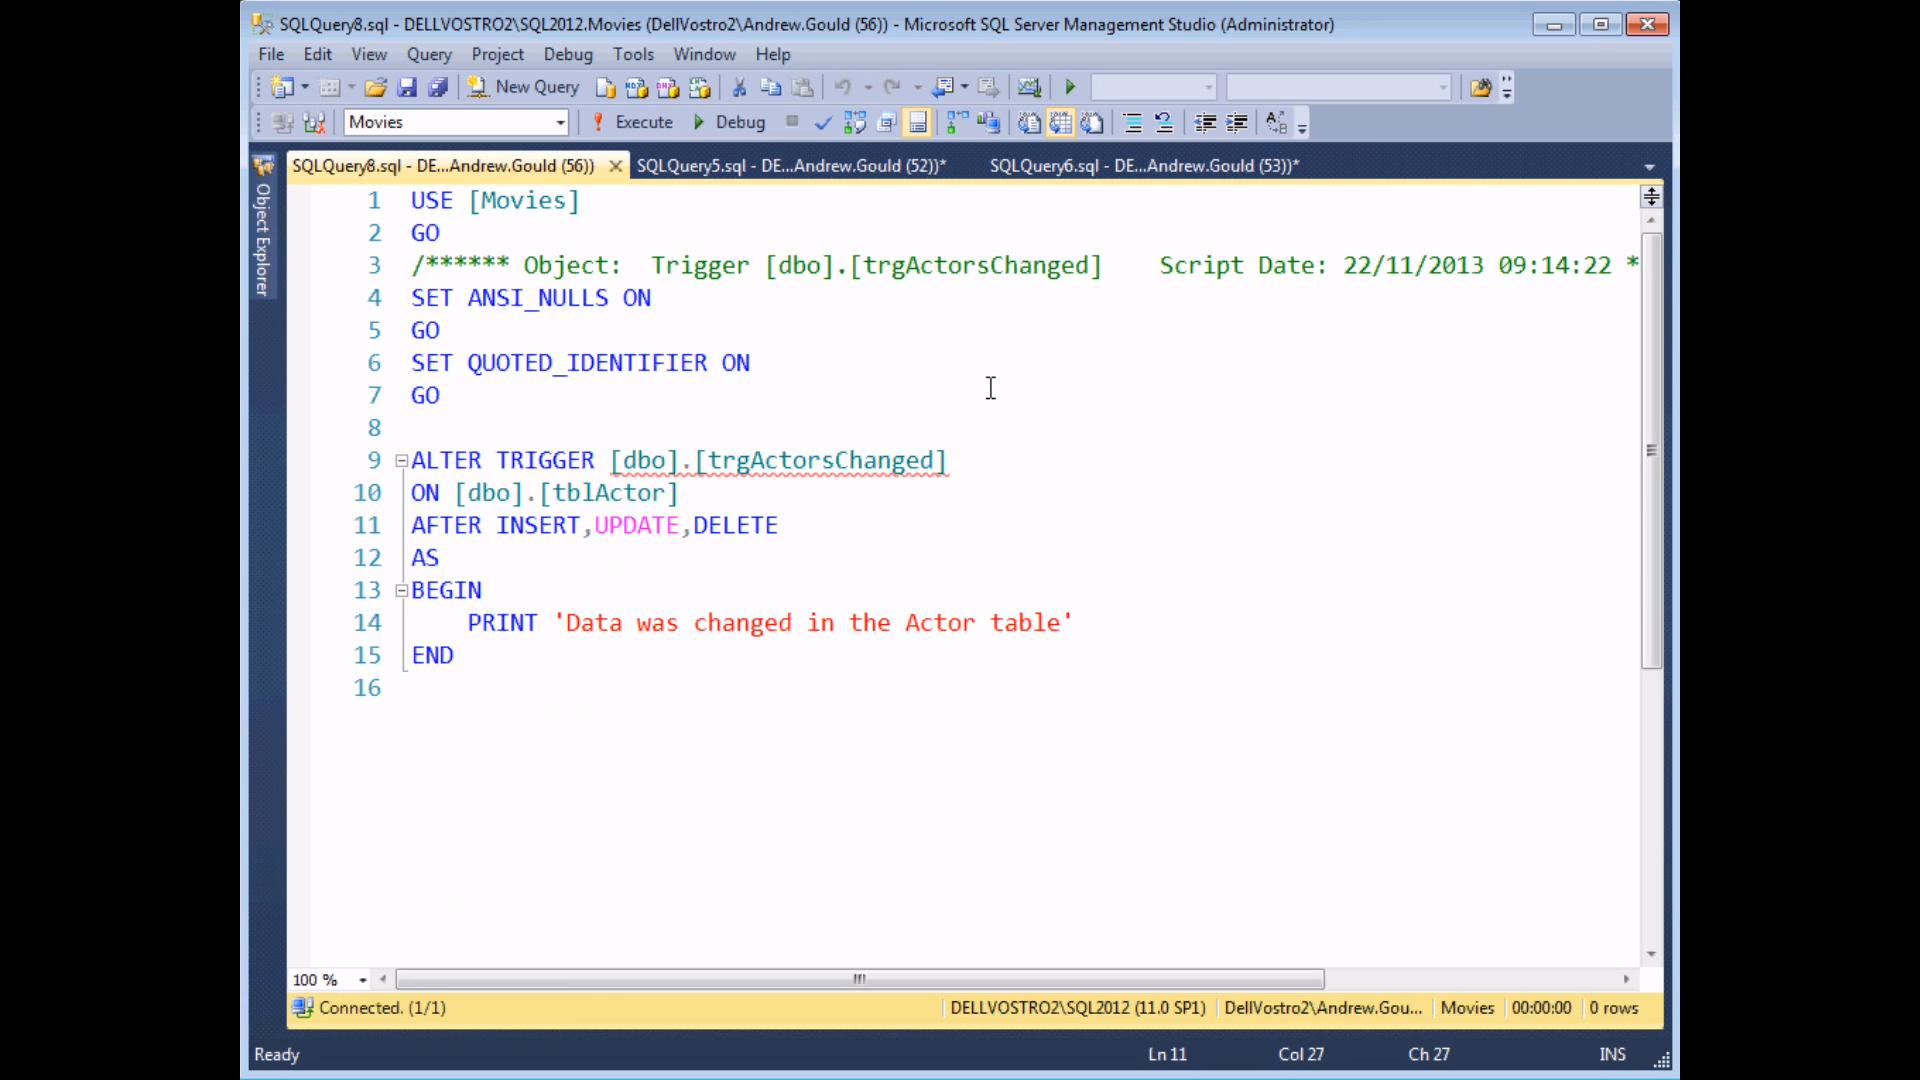 SQLQuery8.sql - DELLVOSTRO2\SQL2012.Movies (DellVostro2\Andrew.Gould (56)) - Microsoft SQL Server Management Studio (Administrator)
File Edit View Query Project Debug Tools Window Help
New Query
Movies Execute Debug
SQLQuery8.sql - DE...Andrew.Gould (56)) SQLQuery5.sql - DE...Andrew.Gould (52))* SQLQuery6.sql - DE...Andrew.Gould (53))*
Object Explorer
1 USE [Movies]
2 GO
3 /****** Object:  Trigger [dbo].[trgActorsChanged]    Script Date: 22/11/2013 09:14:22 *
4 SET ANSI_NULLS ON
5 GO
6 SET QUOTED_IDENTIFIER ON
7 GO
8
9 ALTER TRIGGER [dbo].[trgActorsChanged]
10 ON [dbo].[tblActor]
11 AFTER INSERT,UPDATE,DELETE
12 AS
13 BEGIN
14     PRINT 'Data was changed in the Actor table'
15 END
16
100 %
Connected. (1/1) DELLVOSTRO2\SQL2012 (11.0 SP1) DellVostro2\Andrew.Gou... Movies 00:00:00 0 rows
Ready Ln 11 Col 27 Ch 27 INS